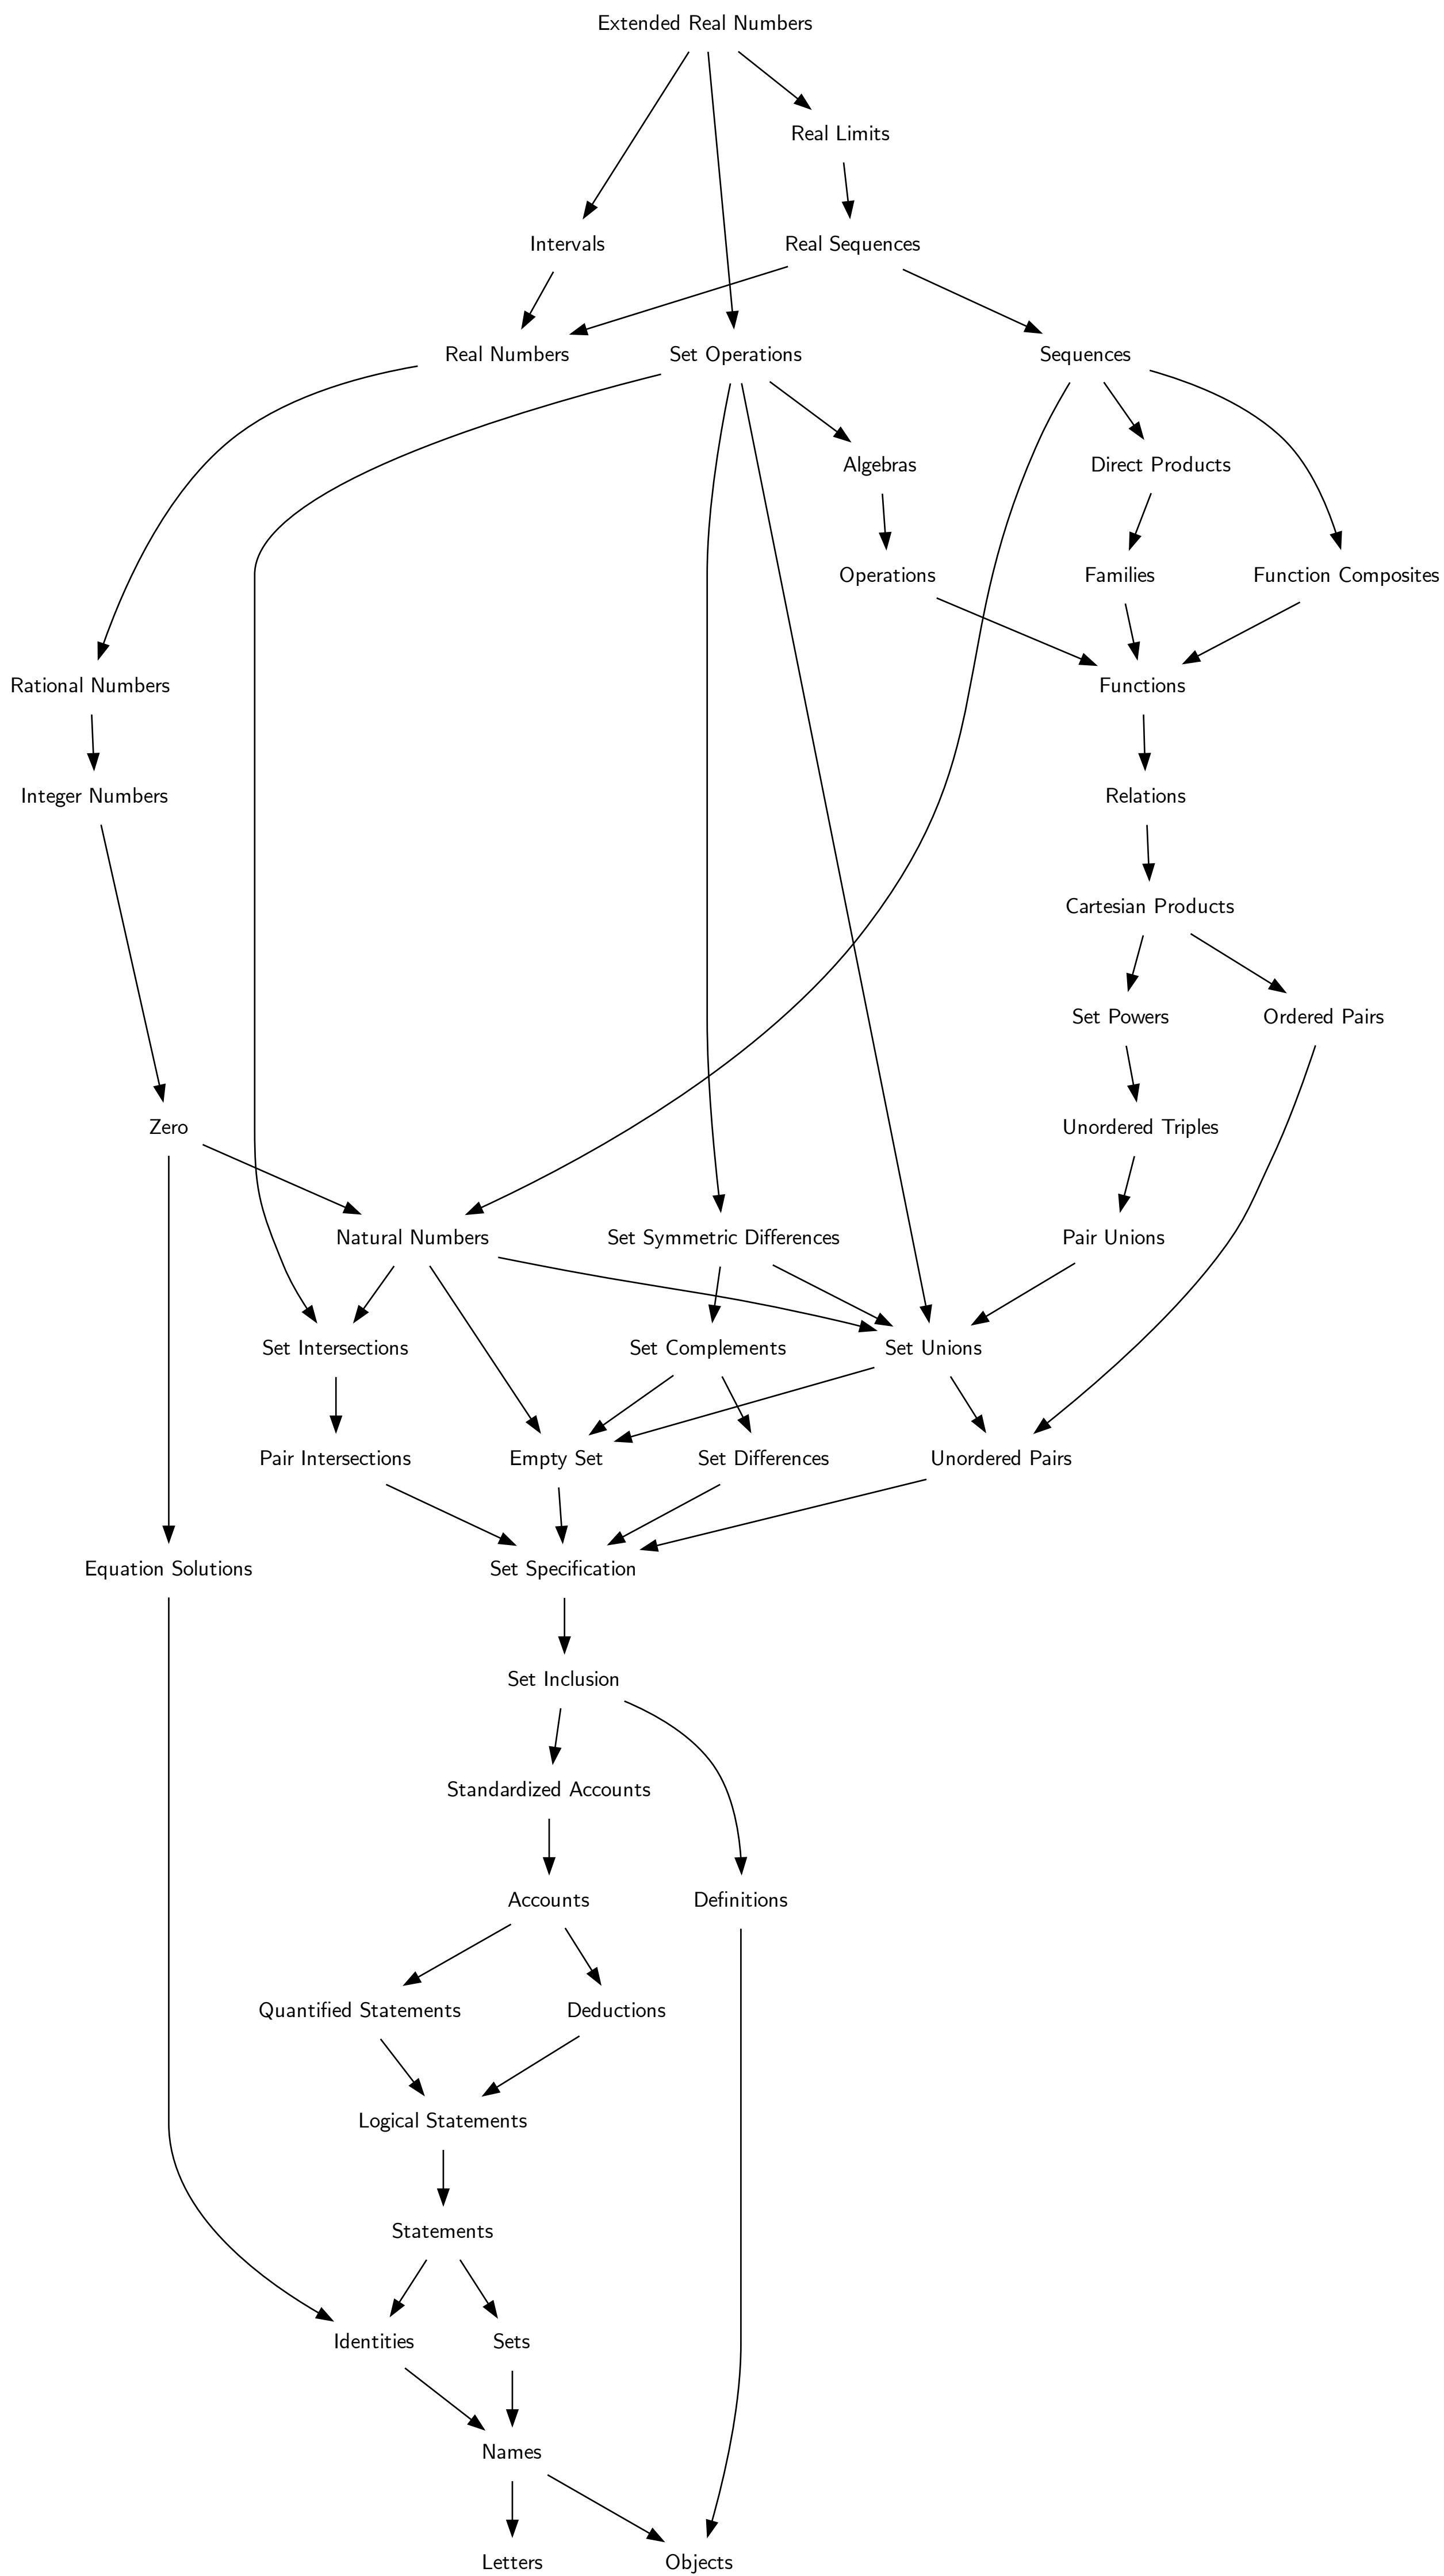 Extended Real Numbers
Real Limits
Intervals
Real Sequences
Real Numbers
Set Operations
Sequences
Algebras
Direct Products
Operations
Families
Function Composites
Rational Numbers
Functions
Integer Numbers
Relations
Cartesian Products
Set Powers
Ordered Pairs
Zero
Unordered Triples
Natural Numbers
Set Symmetric Differences
Pair Unions
Set Intersections
Set Complements
Set Unions
Pair Intersections
Empty Set
Set Differences
Unordered Pairs
Equation Solutions
Set Specification
Set Inclusion
Standardized Accounts
Accounts
Definitions
Quantified Statements
Deductions
Logical Statements
Statements
Identities
Sets
Names
Letters
Objects